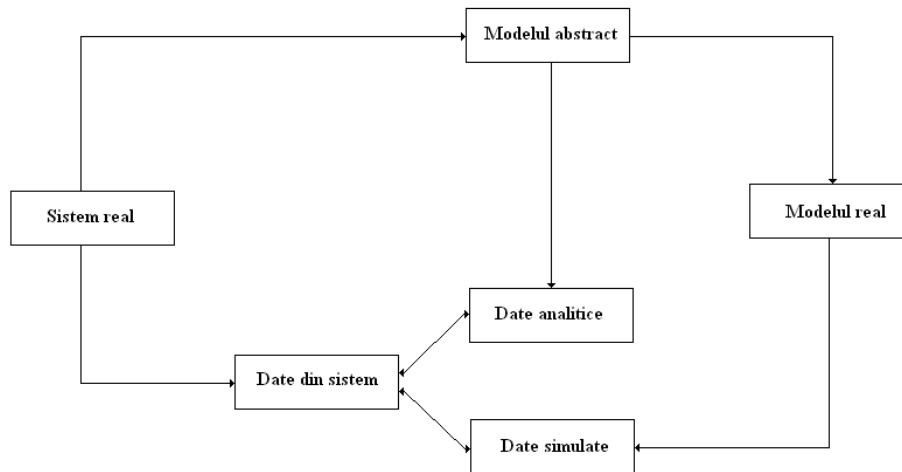 Modelul abstract
Sistem real
Modelul real
Date analitice
Date din sistem
Date simulate